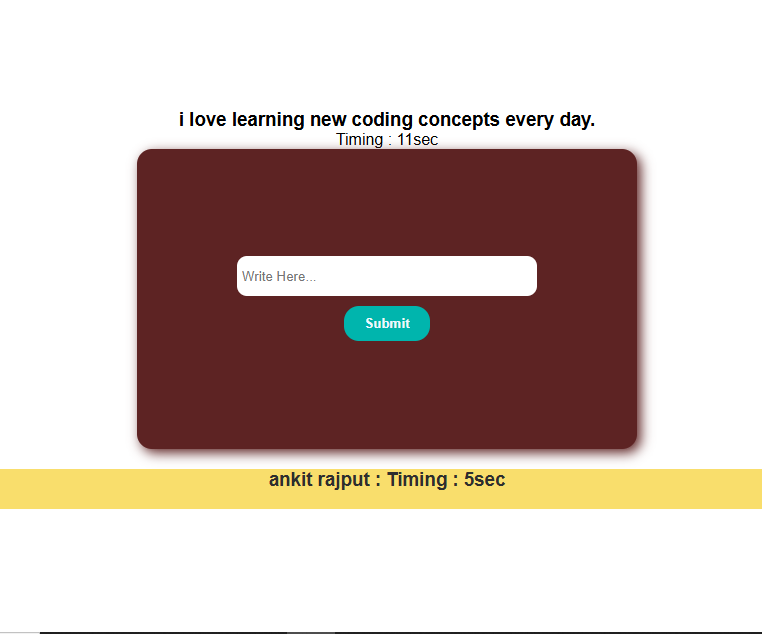 i love learning new coding concepts every day.
Timing : 11sec
Write Here...
Submit
ankit rajput : Timing : 5sec